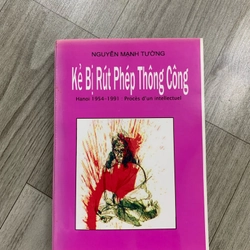 NGUYỄN MẠNH TƯỜNG
Kẻ Bị Rút Phép Thông Công
Hanoi 1954-1991: Procès d'un intellectuel